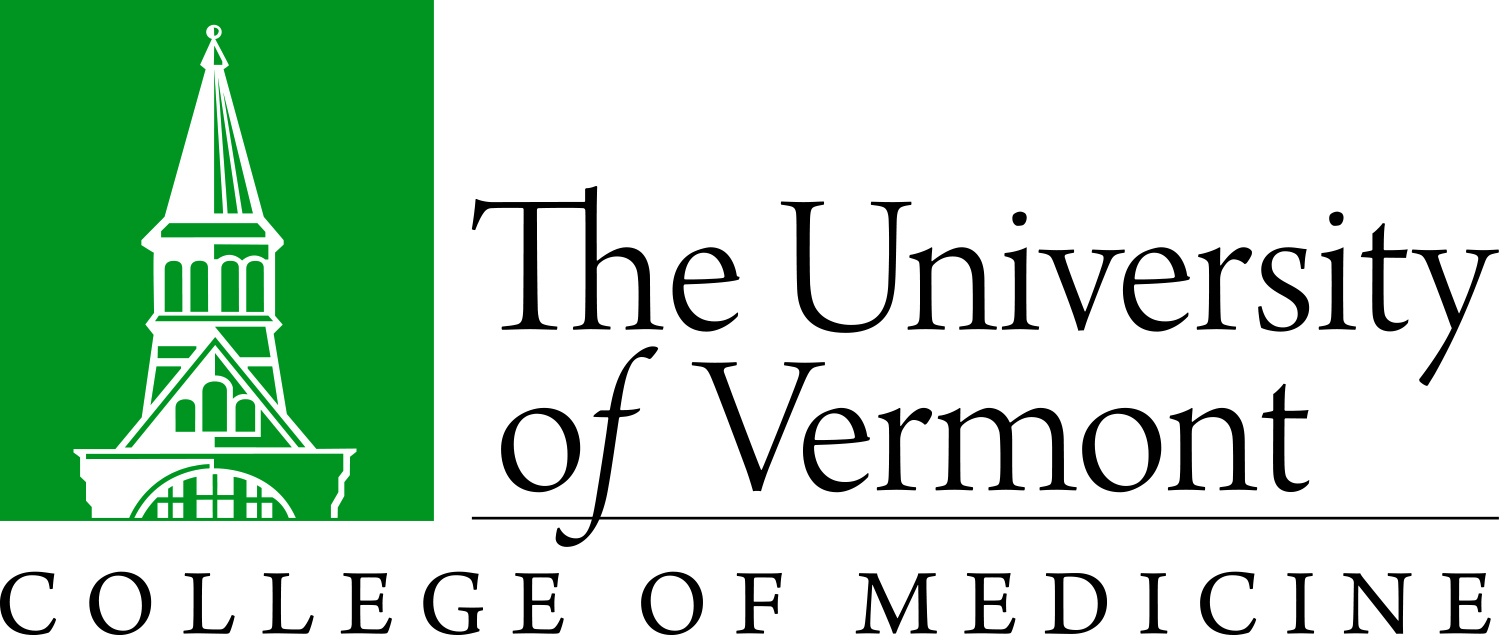 The University
of Vermont
COLLEGE OF MEDICINE